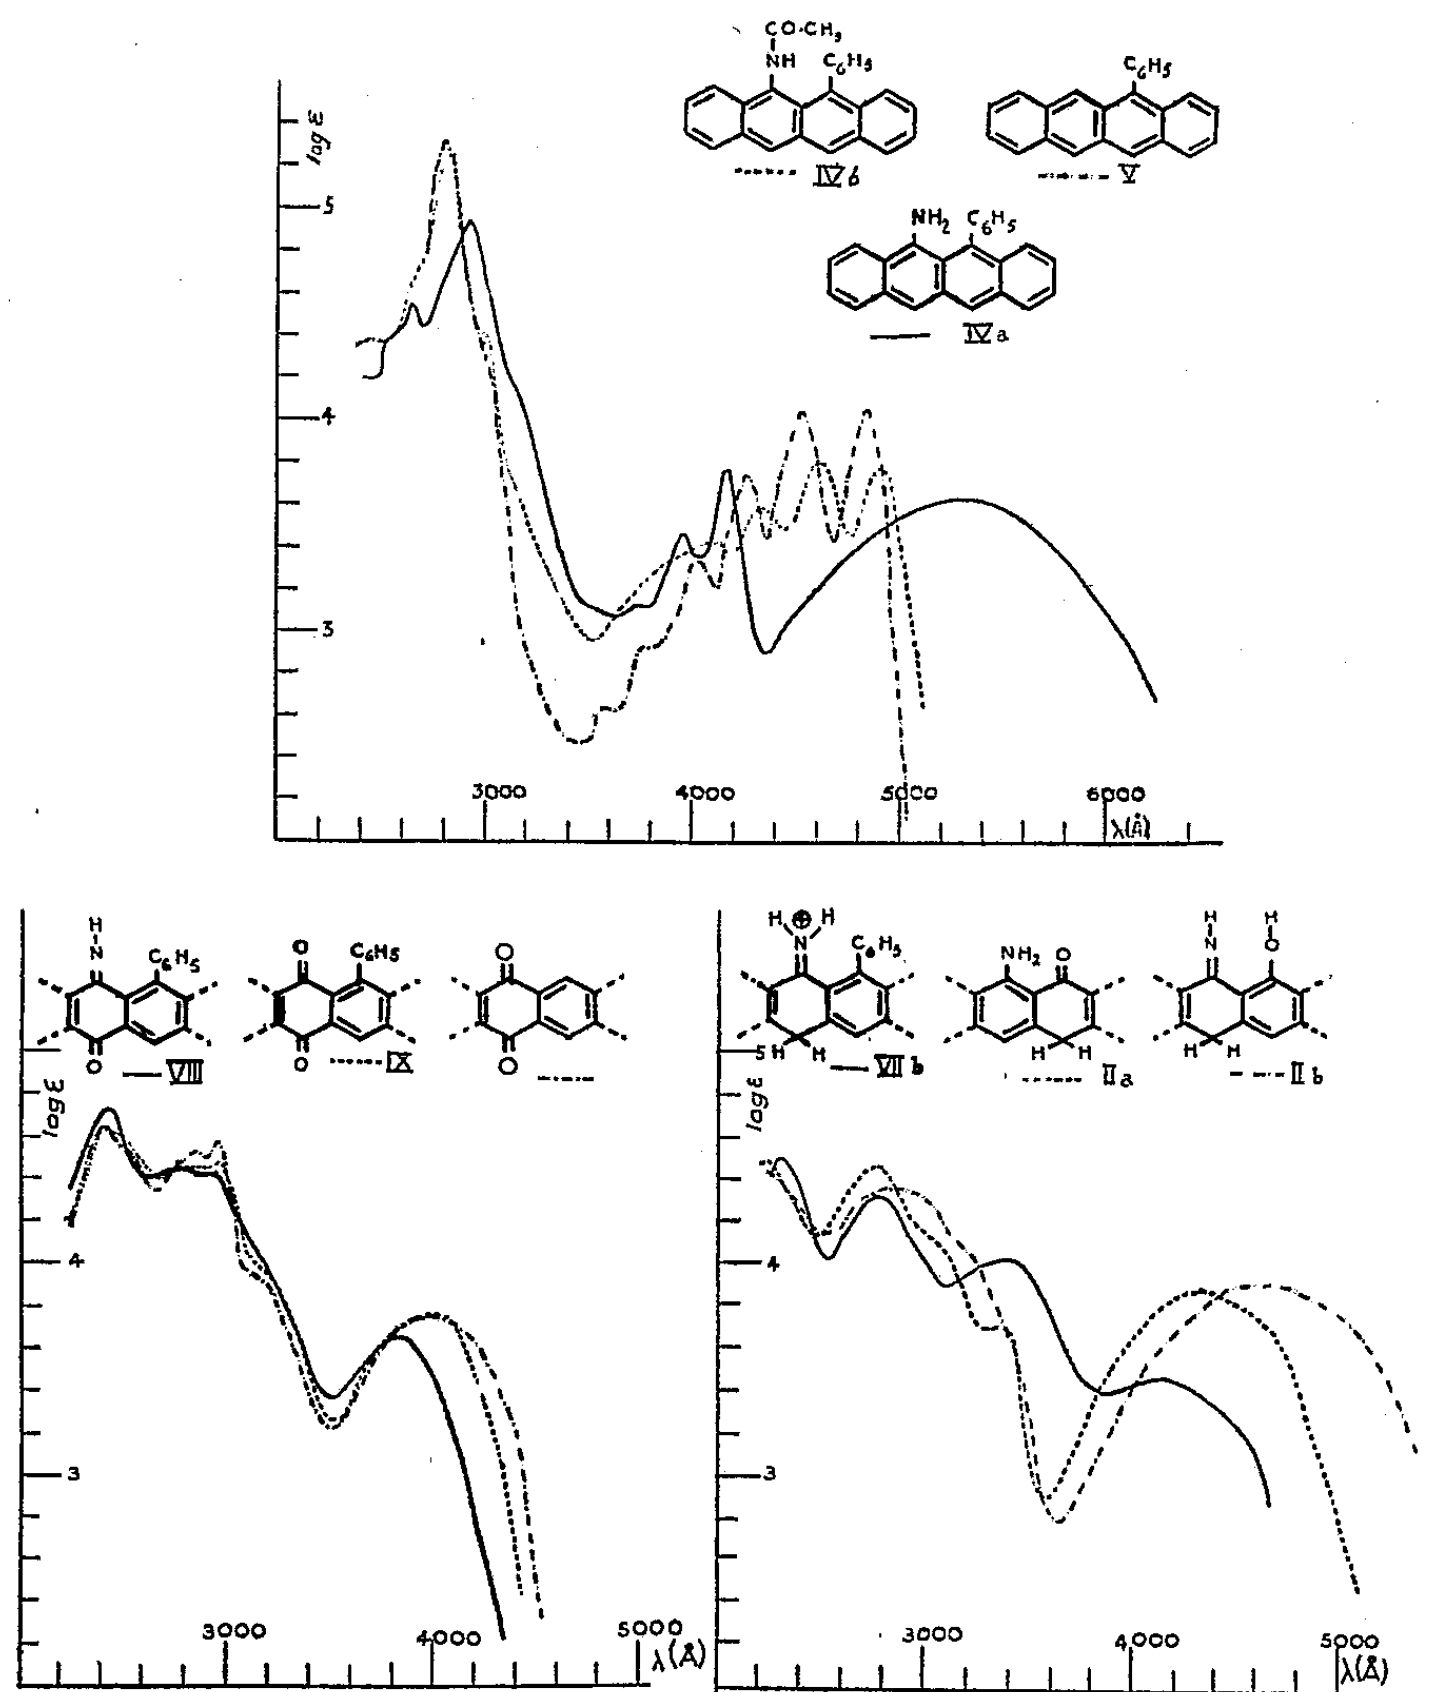 CO·CH3
NH C6H5
C6H5
IVb
V
log ε
5
NH2 C6H5
IVa
4
3
3000 4000 5000 6000
λ(Å)
H
N
C6H5
O
C6H5
O
O
O
O
VIII
IX
log ε
4
3
3000 4000 5000
λ(Å)
H ⊕ H
N
C6H5
NH2
O
H
N
H
O
5
H H
H H
H H
VIIb
IIa
IIb
log ε
4
3
3000 4000 5000
λ(Å)